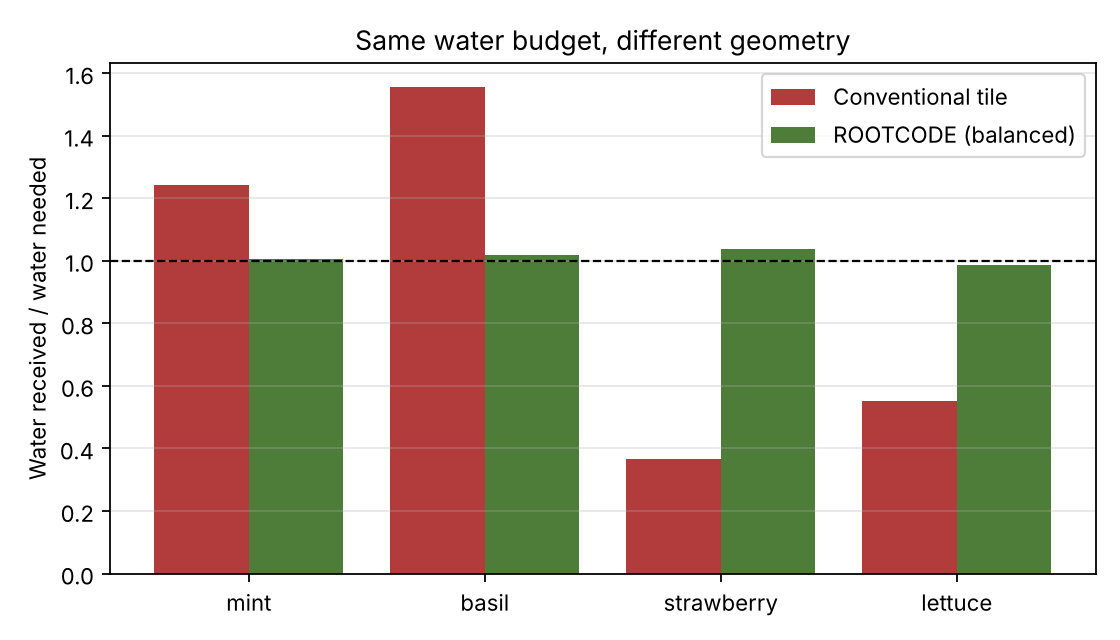 Same water budget, different geometry
Water received / water needed
1.6
1.4
1.2
1.0
0.8
0.6
0.4
0.2
0.0
Conventional tile
ROOTCODE (balanced)
mint
basil
strawberry
lettuce